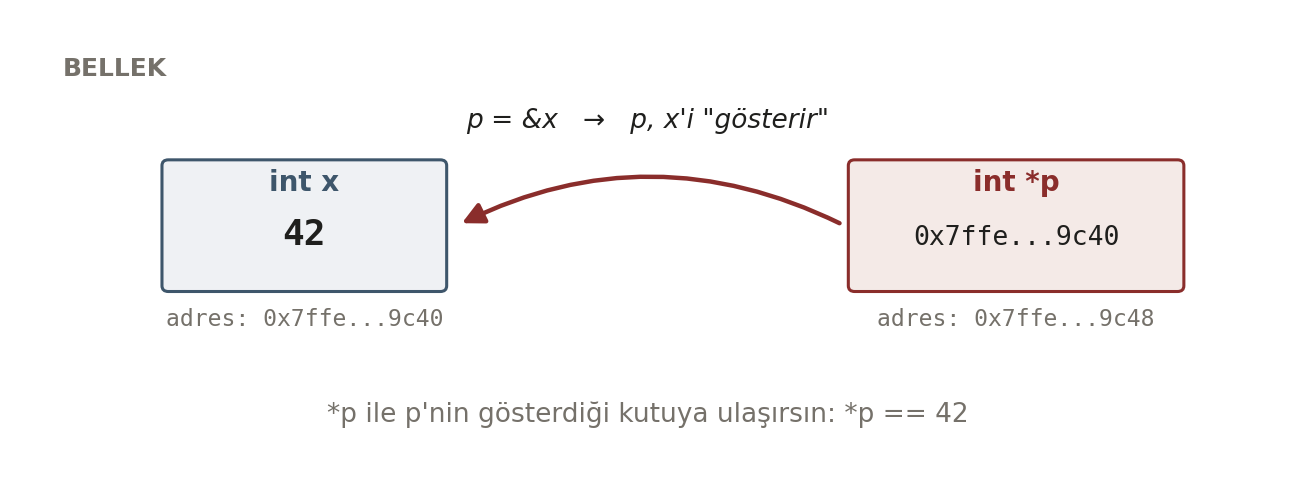 BELLEK
p = &x → p, x'i "gösterir"
int x
42
adres: 0x7ffe...9c40
int *p
0x7ffe...9c40
adres: 0x7ffe...9c48
*p ile p'nin gösterdiği kutuya ulaşırsın: *p == 42